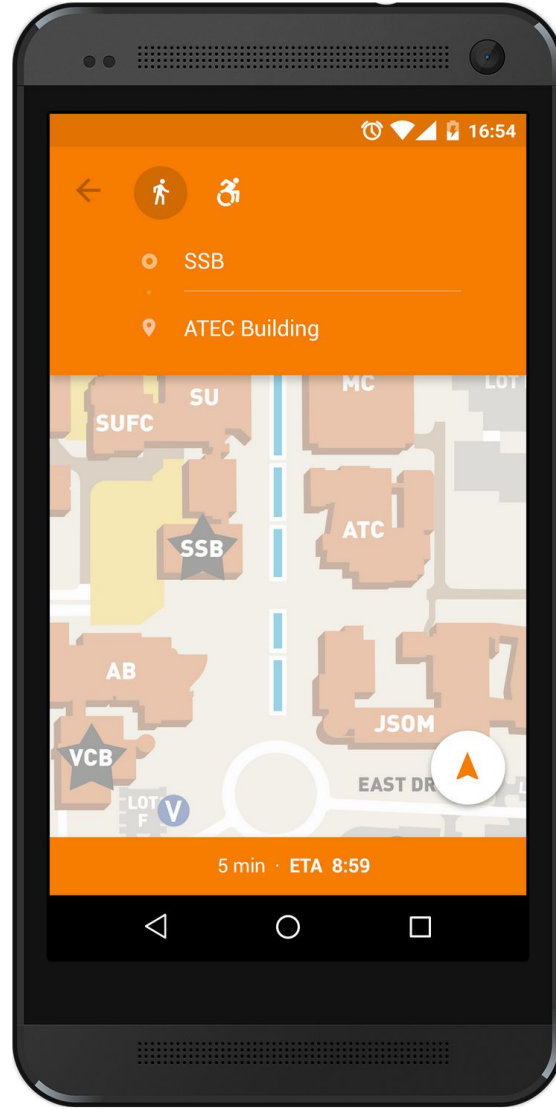 16:54
SSB
ATEC Building
MC
LOT
SU
SUFC
ATC
SSB
AB
JSOM
VCB
EAST DR
LOT
F
V
5 min · ETA 8:59